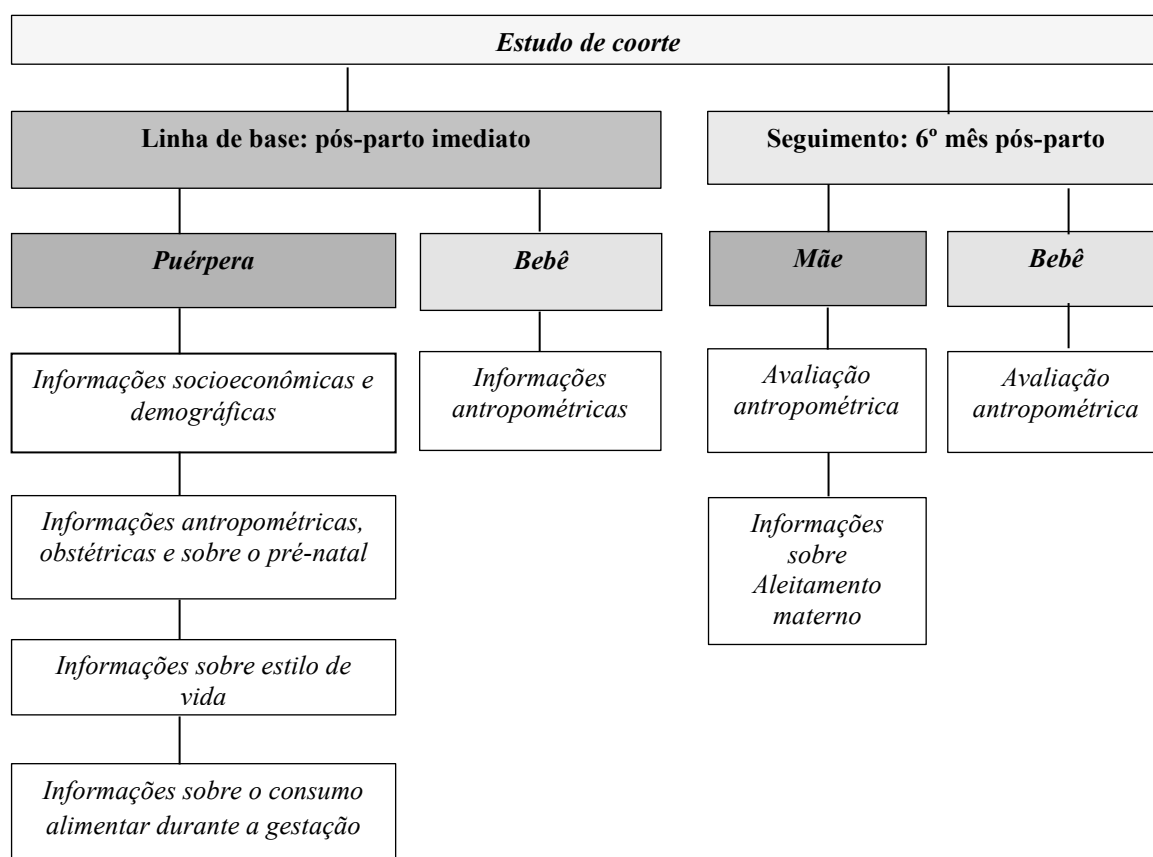 Estudo de coorte
Linha de base: pós-parto imediato
Seguimento: 6º mês pós-parto
Puérpera
Bebê
Mãe
Bebê
Informações socioeconômicas e
demográficas
Informações
antropométricas
Avaliação
antropométrica
Avaliação
antropométrica
Informações antropométricas,
obstétricas e sobre o pré-natal
Informações
sobre
Aleitamento
materno
Informações sobre estilo de
vida
Informações sobre o consumo
alimentar durante a gestação